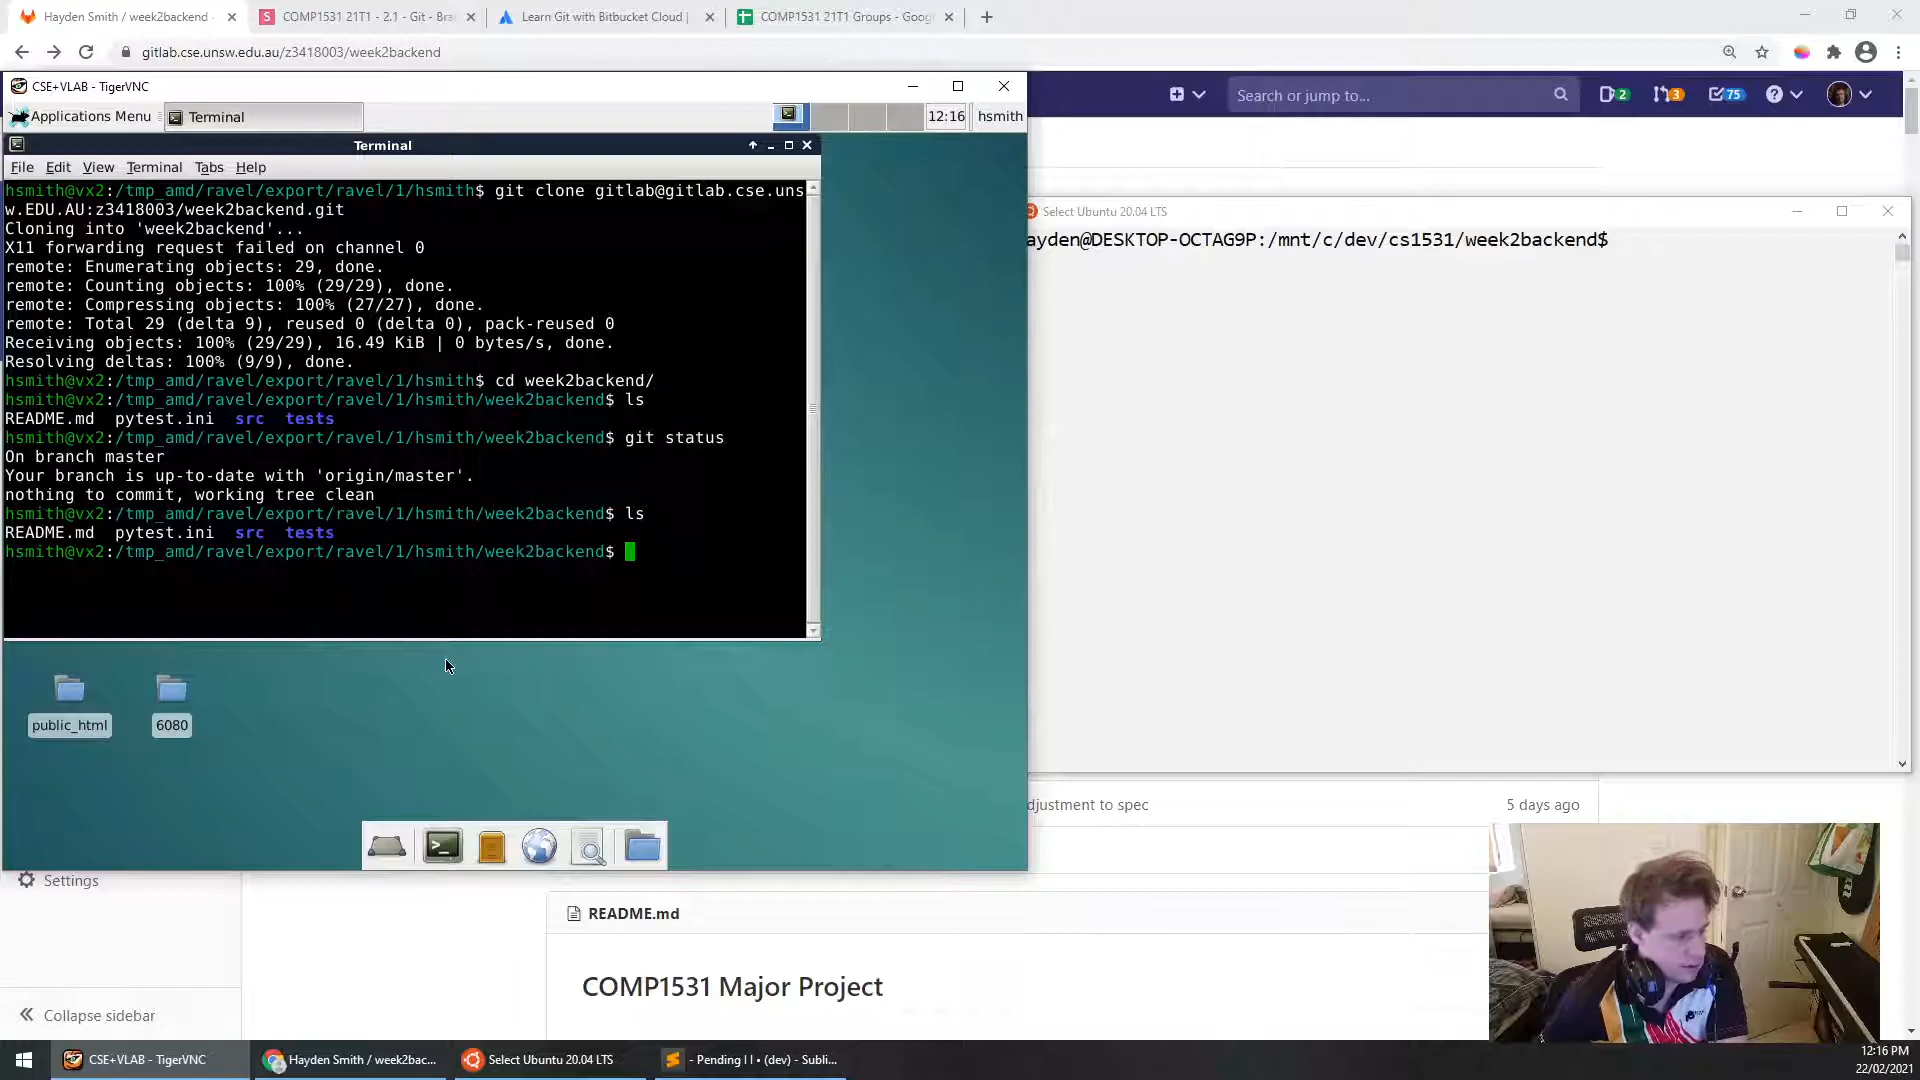 Hayden Smith / week2backend ·
COMP1531 21T1 - 2.1 - Git - Bra
Learn Git with Bitbucket Cloud |
COMP1531 21T1 Groups - Goog
gitlab.cse.unsw.edu.au/z3418003/week2backend
CSE+VLAB - TigerVNC
Applications Menu
Terminal
12:16
hsmith
Search or jump to...
2
3
75
Terminal
File Edit View Terminal Tabs Help
hsmith@vx2:/tmp_amd/ravel/export/ravel/1/hsmith$ git clone gitlab@gitlab.cse.uns
w.EDU.AU:z3418003/week2backend.git
Cloning into 'week2backend'...
X11 forwarding request failed on channel 0
remote: Enumerating objects: 29, done.
remote: Counting objects: 100% (29/29), done.
remote: Compressing objects: 100% (27/27), done.
remote: Total 29 (delta 9), reused 0 (delta 0), pack-reused 0
Receiving objects: 100% (29/29), 16.49 KiB | 0 bytes/s, done.
Resolving deltas: 100% (9/9), done.
hsmith@vx2:/tmp_amd/ravel/export/ravel/1/hsmith$ cd week2backend/
hsmith@vx2:/tmp_amd/ravel/export/ravel/1/hsmith/week2backend$ ls
README.md pytest.ini src tests
hsmith@vx2:/tmp_amd/ravel/export/ravel/1/hsmith/week2backend$ git status
On branch master
Your branch is up-to-date with 'origin/master'.
nothing to commit, working tree clean
hsmith@vx2:/tmp_amd/ravel/export/ravel/1/hsmith/week2backend$ ls
README.md pytest.ini src tests
hsmith@vx2:/tmp_amd/ravel/export/ravel/1/hsmith/week2backend$
Select Ubuntu 20.04 LTS
ayden@DESKTOP-OCTAG9P:/mnt/c/dev/cs1531/week2backend$
public_html
6080
djustment to spec
5 days ago
Settings
README.md
COMP1531 Major Project
Collapse sidebar
CSE+VLAB - TigerVNC
Hayden Smith / week2bac...
Select Ubuntu 20.04 LTS
- Pending I I • (dev) - Subli...
12:16 PM
22/02/2021